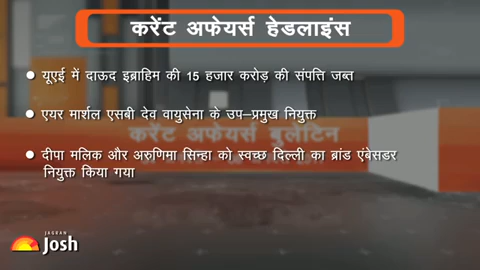 करेंट अफेयर्स हेडलाइंस
यूएई में दाऊद इब्राहिम की 15 हजार करोड़ की संपत्ति जब्त
एयर मार्शल एसबी देव वायुसेना के उप–प्रमुख नियुक्त
करेंट अफेयर्स बुलेटिन
दीपा मलिक और अरुणिमा सिन्हा को स्वच्छ दिल्ली का ब्रांड एंबेसडर
नियुक्त किया गया
JAGRAN
Josh